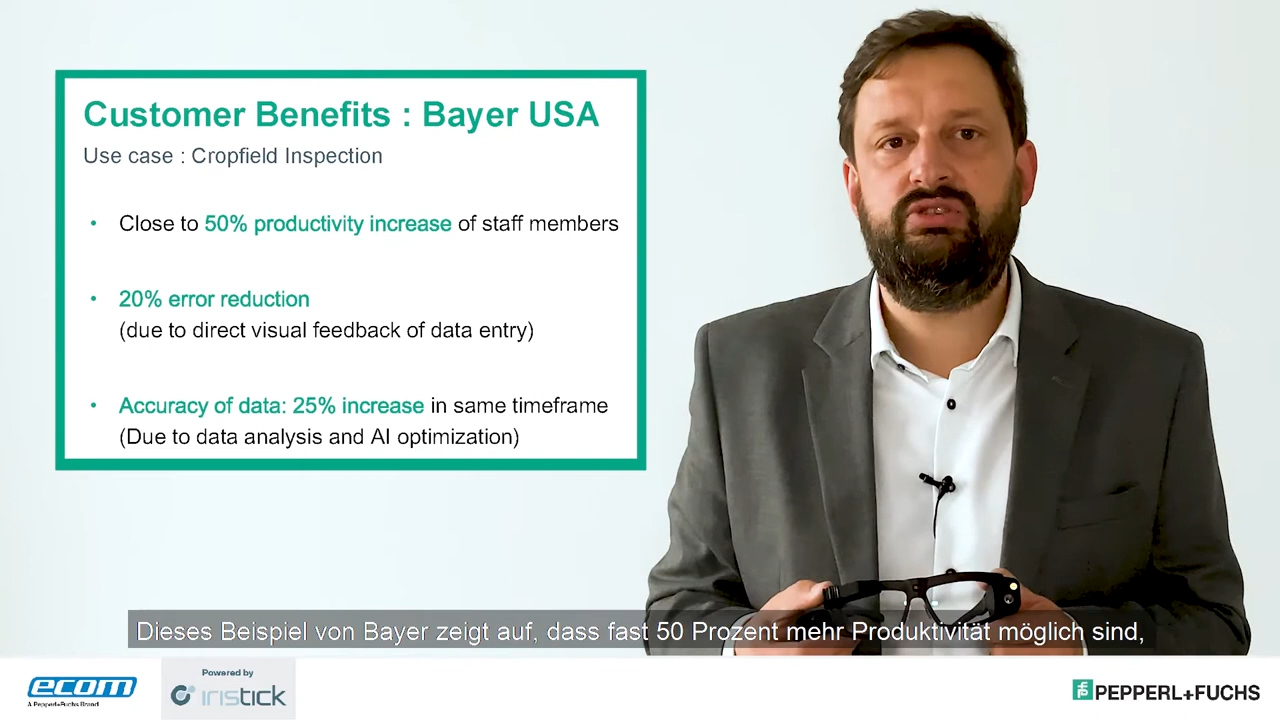 Customer Benefits : Bayer USA
Use case : Cropfield Inspection
• Close to 50% productivity increase of staff members
• 20% error reduction
(due to direct visual feedback of data entry)
• Accuracy of data: 25% increase in same timeframe
(Due to data analysis and AI optimization)
Dieses Beispiel von Bayer zeigt auf, dass fast 50 Prozent mehr Produktivität möglich sind,
ecom
A Pepperl+Fuchs Brand
Powered by
iristick
PEPPERL+FUCHS